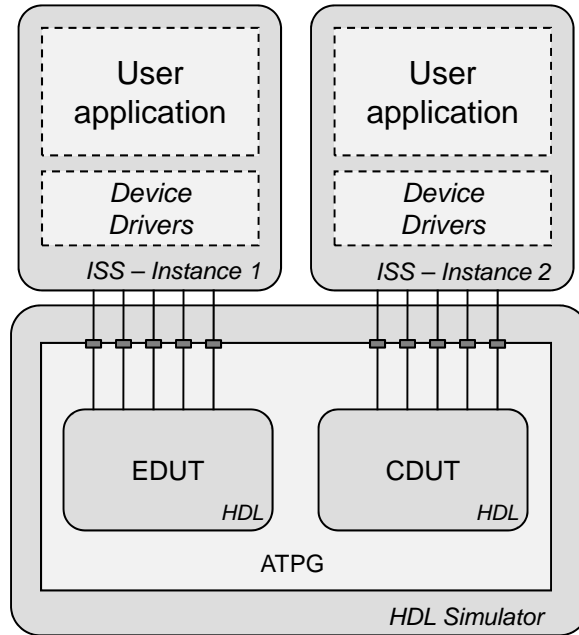 User
application
User
application
Device
Drivers
Device
Drivers
ISS – Instance 1
ISS – Instance 2
EDUT
HDL
CDUT
HDL
ATPG
HDL Simulator